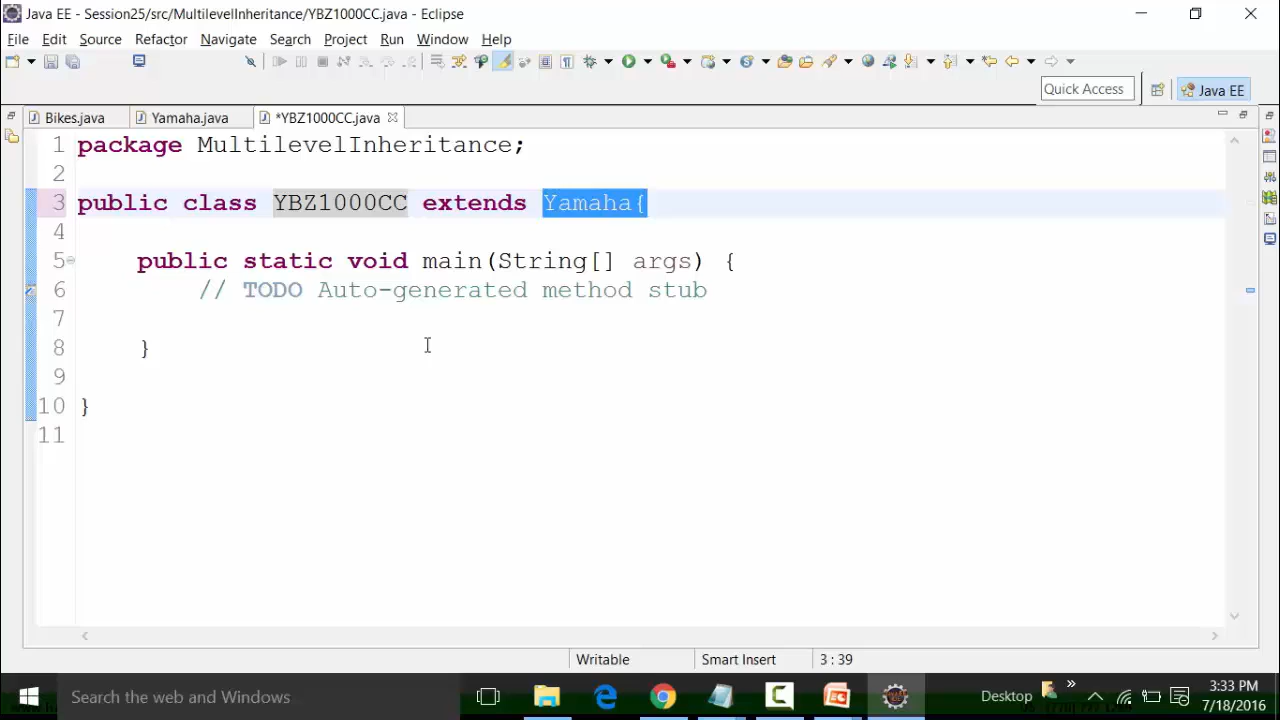 Java EE - Session25/src/MultilevelInheritance/YBZ1000CC.java - Eclipse
File Edit Source Refactor Navigate Search Project Run Window Help
Quick Access
Java EE
Bikes.java Yamaha.java *YBZ1000CC.java
1 package MultilevelInheritance;
2
3 public class YBZ1000CC extends Yamaha{
4
5 public static void main(String[] args) {
6 // TODO Auto-generated method stub
7
8 }
9
10 }
11
Writable Smart Insert 3 : 39
Search the web and Windows
Desktop
3:33 PM
7/18/2016